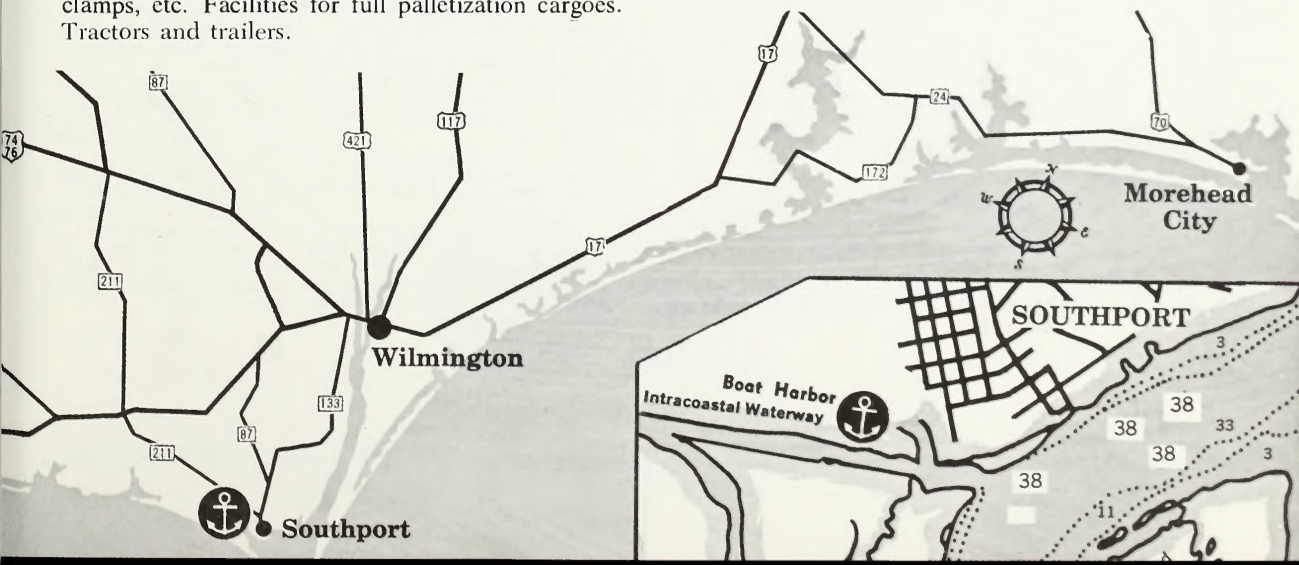 clamps, etc. Facilities for full palletization cargoes.
Tractors and trailers.
87
17
24
74
76
421
117
70
172
N
W
e
s
Morehead
City
17
211
SOUTHPORT
3
Wilmington
Boat Harbor
Intracoastal Waterway
38
38
33
133
38
3
87
211
38
11
Southport